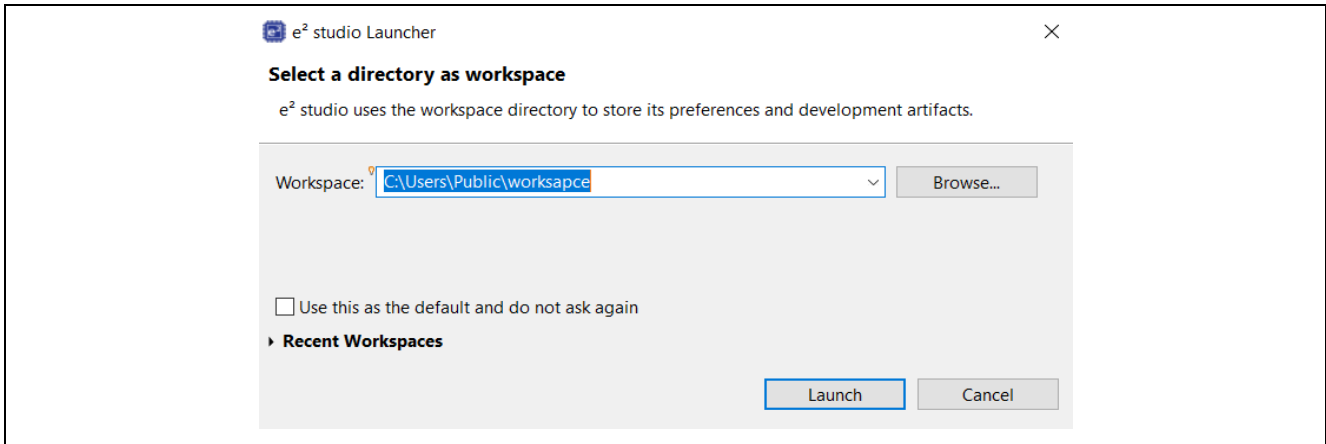 e² studio Launcher
Select a directory as workspace
e² studio uses the workspace directory to store its preferences and development artifacts.
Workspace: C:\Users\Public\worksapce Browse...
Use this as the default and do not ask again
Recent Workspaces
Launch Cancel